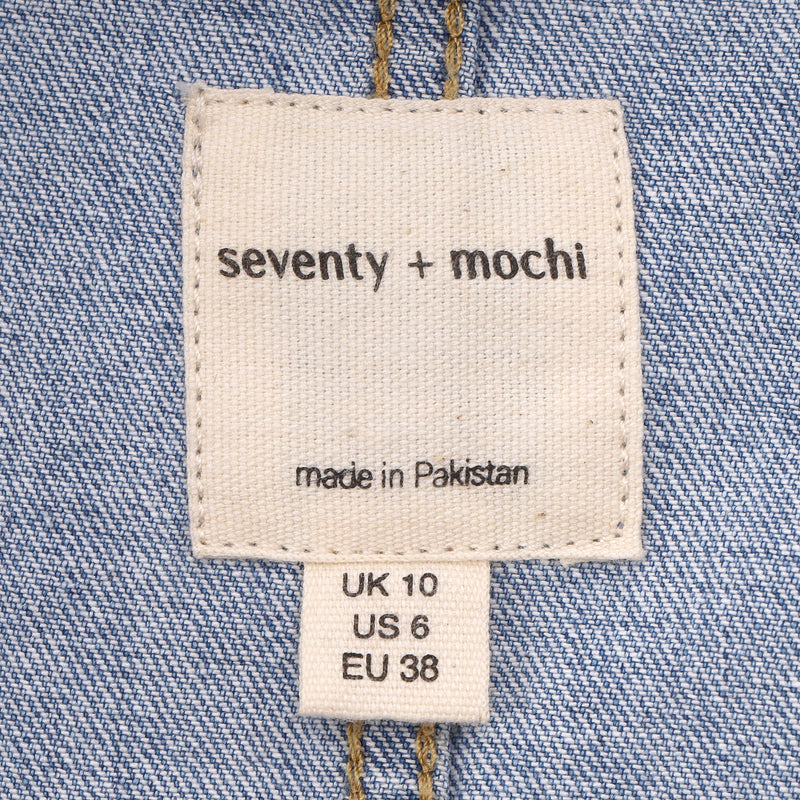 seventy + mochi
made in Pakistan
UK 10
US 6
EU 38